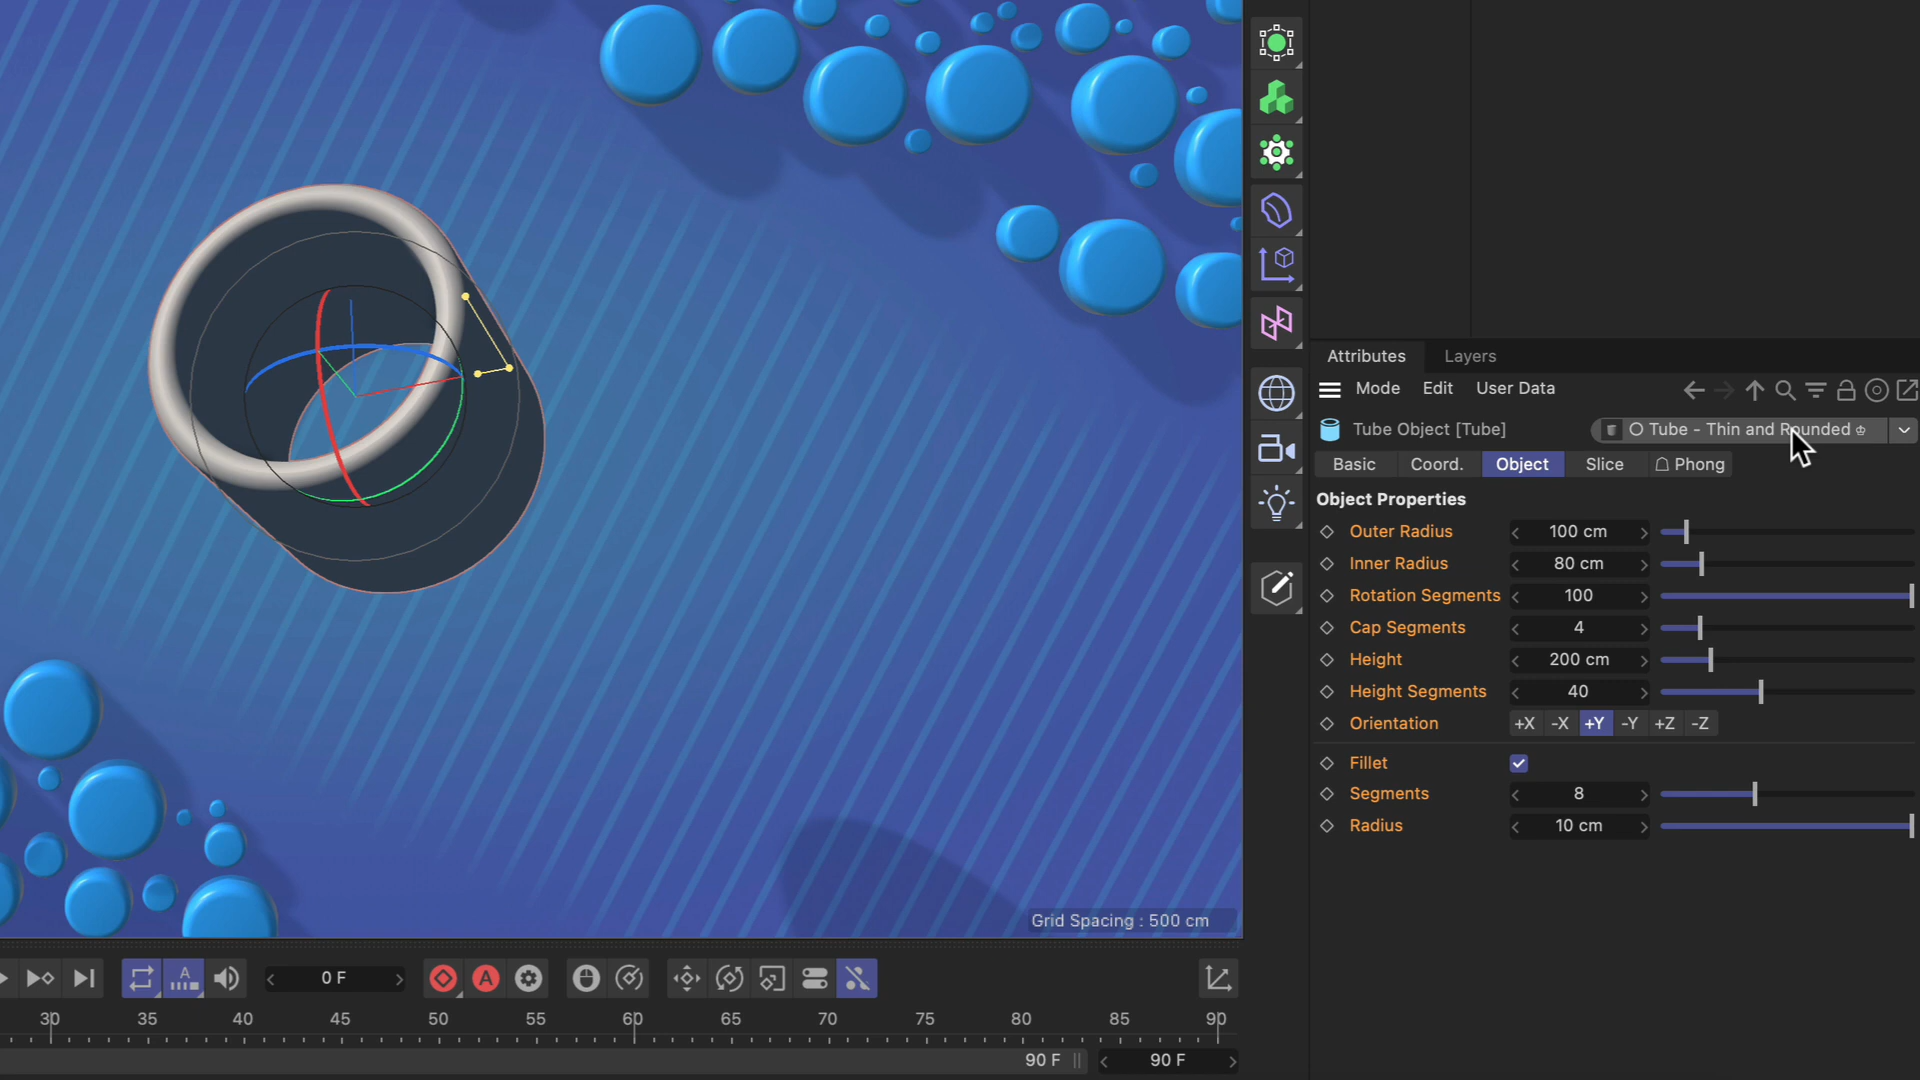 Attributes Layers
Mode Edit User Data
Tube Object [Tube] Tube - Thin and Rounded
Basic Coord. Object Slice Phong
Object Properties
Outer Radius 100 cm
Inner Radius 80 cm
Rotation Segments 100
Cap Segments 4
Height 200 cm
Height Segments 40
Orientation +X -X +Y -Y +Z -Z
Fillet
Segments 8
Radius 10 cm
Grid Spacing : 500 cm
A 0 F A
30 35 40 45 50 55 60 65 70 75 80 85 90
90 F 90 F